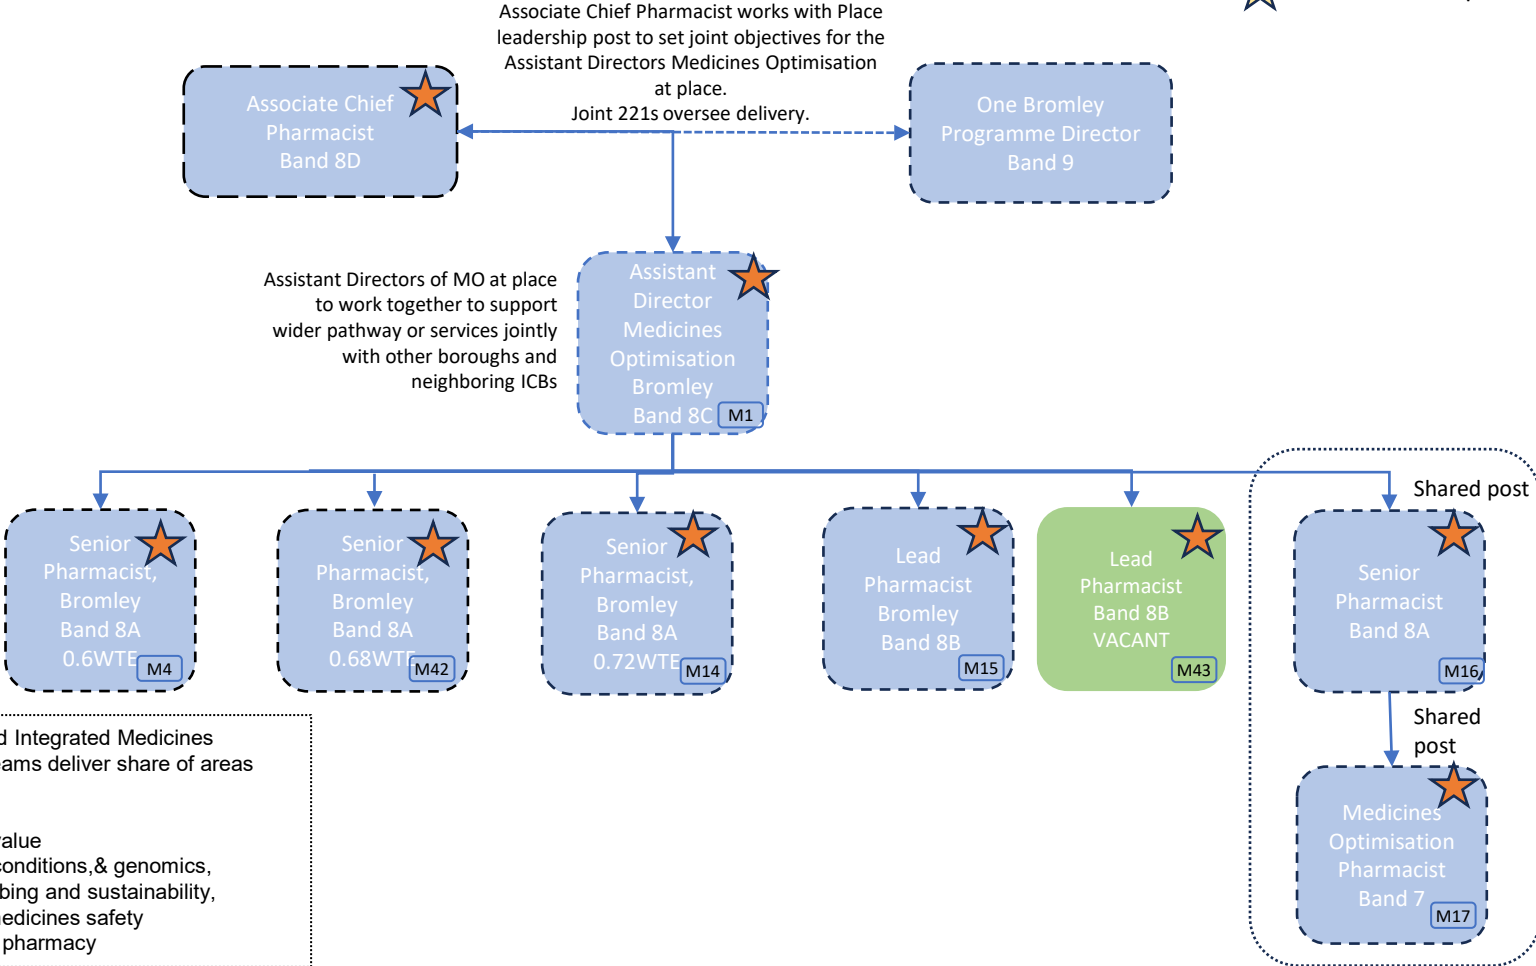 Associate Chief Pharmacist works with Place
leadership post to set joint objectives for the
Assistant Directors Medicines Optimisation
at place.
Joint 221s oversee delivery.
Associate Chief
Pharmacist
Band 8D
One Bromley
Programme Director
Band 9
Assistant Directors of MO at place
to work together to support
wider pathway or services jointly
with other boroughs and
neighboring ICBs
Assistant
Director
Medicines
Optimisation
Bromley
Band 8C
M1
Senior
Pharmacist,
Bromley
Band 8A
0.6WTE
M4
Senior
Pharmacist,
Bromley
Band 8A
0.68WTE
M42
Senior
Pharmacist,
Bromley
Band 8A
0.72WTE
M14
Lead
Pharmacist
Bromley
Band 8B
M15
Lead
Pharmacist
Band 8B
VACANT
M43
Shared post
Senior
Pharmacist
Band 8A
M16
Shared
post
Medicines
Optimisation
Pharmacist
Band 7
M17
Integrated Medicines
deliver share of areas
conditions,& genomics,
and sustainability,
safety
pharmacy